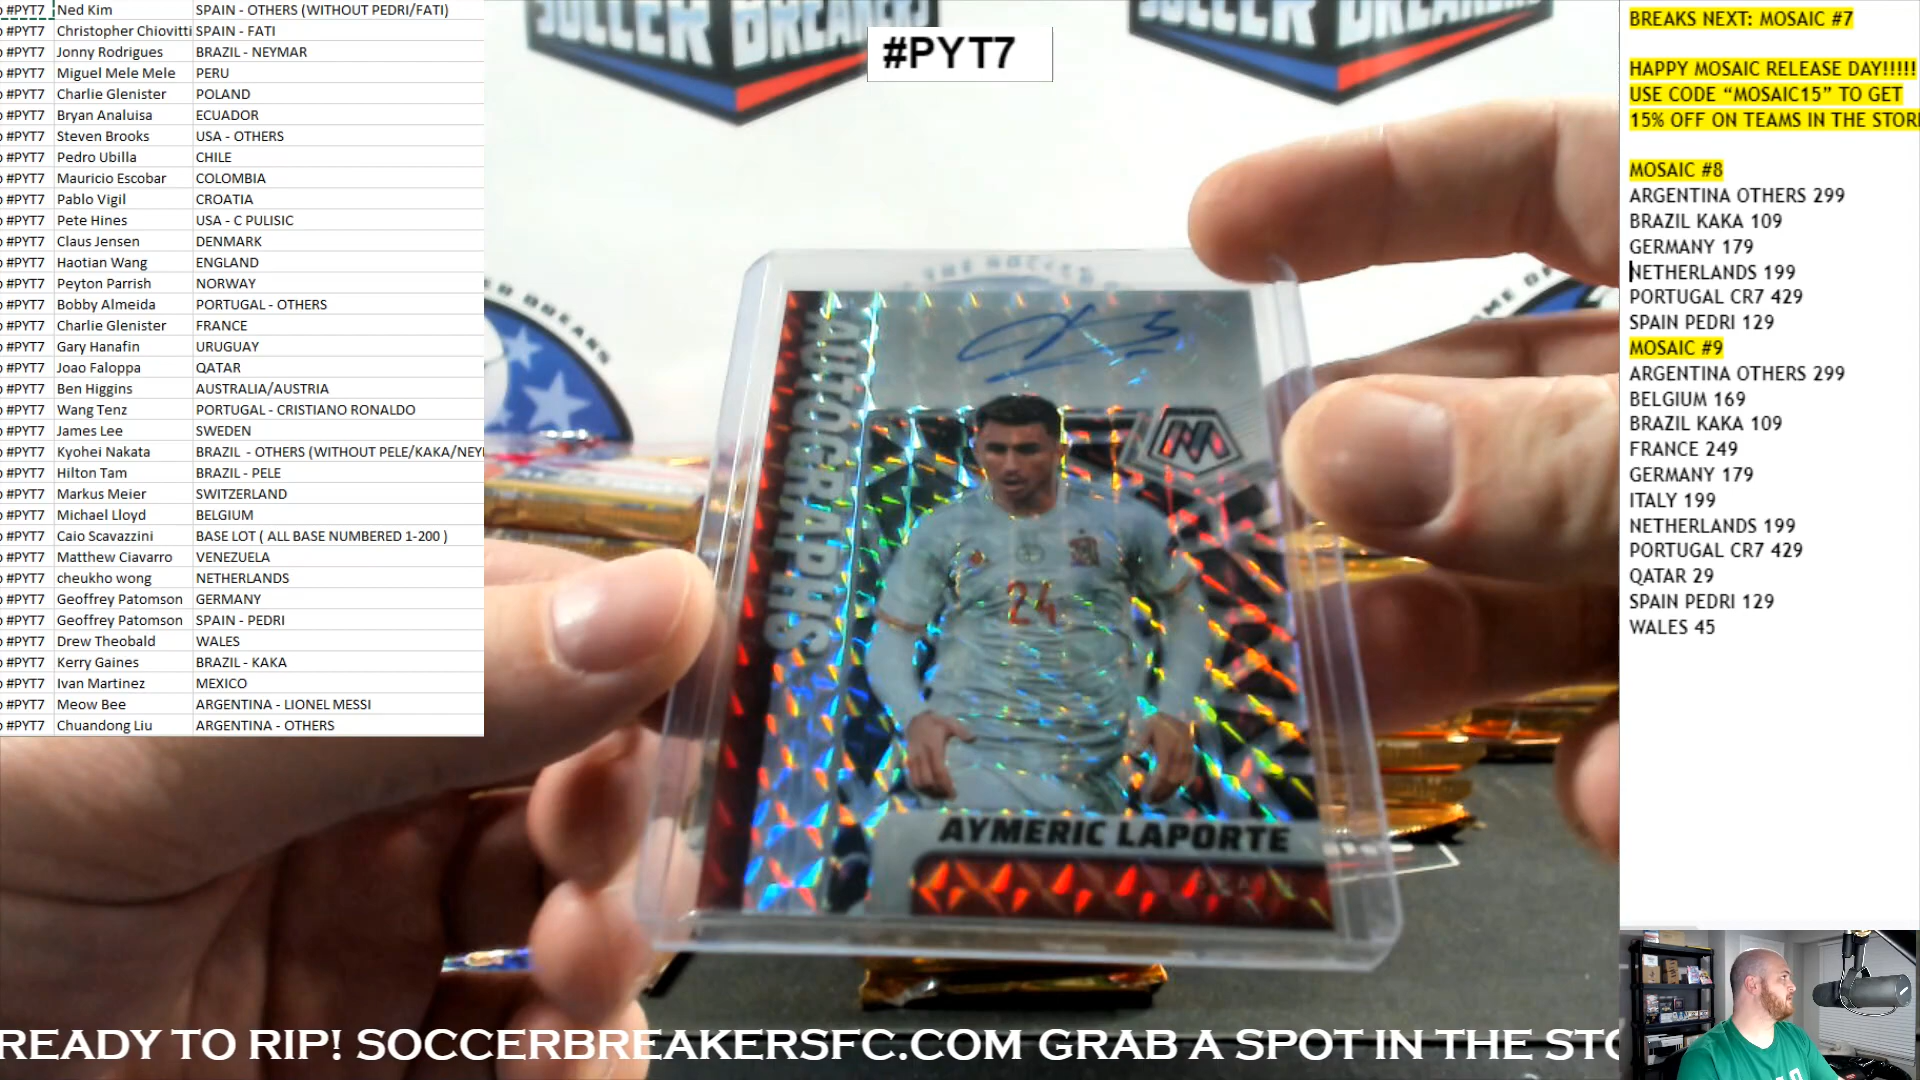 #PYT7 Ned Kim SPAIN - OTHERS (WITHOUT PEDRI/FATI)
#PYT7 Christopher Chiovitti SPAIN - FATI
#PYT7 Jonny Rodrigues BRAZIL - NEYMAR
#PYT7 Miguel Mele Mele PERU
#PYT7 Charlie Glenister POLAND
#PYT7 Bryan Analuisa ECUADOR
#PYT7 Steven Brooks USA - OTHERS
#PYT7 Pedro Ubilla CHILE
#PYT7 Mauricio Escobar COLOMBIA
#PYT7 Pablo Vigil CROATIA
#PYT7 Pete Hines USA - C PULISIC
#PYT7 Claus Jensen DENMARK
#PYT7 Haotian Wang ENGLAND
#PYT7 Peyton Parrish NORWAY
#PYT7 Bobby Almeida PORTUGAL - OTHERS
#PYT7 Charlie Glenister FRANCE
#PYT7 Gary Hanafin URUGUAY
#PYT7 Joao Faloppa QATAR
#PYT7 Ben Higgins AUSTRALIA/AUSTRIA
#PYT7 Wang Tenz PORTUGAL - CRISTIANO RONALDO
#PYT7 James Lee SWEDEN
#PYT7 Kyohei Nakata BRAZIL - OTHERS (WITHOUT PELE/KAKA/NEY
#PYT7 Hilton Tam BRAZIL - PELE
#PYT7 Markus Meier SWITZERLAND
#PYT7 Michael Lloyd BELGIUM
#PYT7 Caio Scavazzini BASE LOT ( ALL BASE NUMBERED 1-200 )
#PYT7 Matthew Ciavarro VENEZUELA
#PYT7 cheukho wong NETHERLANDS
#PYT7 Geoffrey Patomson GERMANY
#PYT7 Geoffrey Patomson SPAIN - PEDRI
#PYT7 Drew Theobald WALES
#PYT7 Kerry Gaines BRAZIL - KAKA
#PYT7 Ivan Martinez MEXICO
#PYT7 Meow Bee ARGENTINA - LIONEL MESSI
#PYT7 Chuandong Liu ARGENTINA - OTHERS
SOCCER BREAKERS
#PYT7
SOCCER BREAKERS
THE SOCCER
AUTOGRAPHS
24
AYMERIC LAPORTE
BREAKS NEXT: MOSAIC #7
HAPPY MOSAIC RELEASE DAY!!!!!
USE CODE “MOSAIC15” TO GET
15% OFF ON TEAMS IN THE STOR
MOSAIC #8
ARGENTINA OTHERS 299
BRAZIL KAKA 109
GERMANY 179
NETHERLANDS 199
PORTUGAL CR7 429
SPAIN PEDRI 129
MOSAIC #9
ARGENTINA OTHERS 299
BELGIUM 169
BRAZIL KAKA 109
FRANCE 249
GERMANY 179
ITALY 199
NETHERLANDS 199
PORTUGAL CR7 429
QATAR 29
SPAIN PEDRI 129
WALES 45
READY TO RIP! SOCCERBREAKERSFC.COM GRAB A SPOT IN THE STO